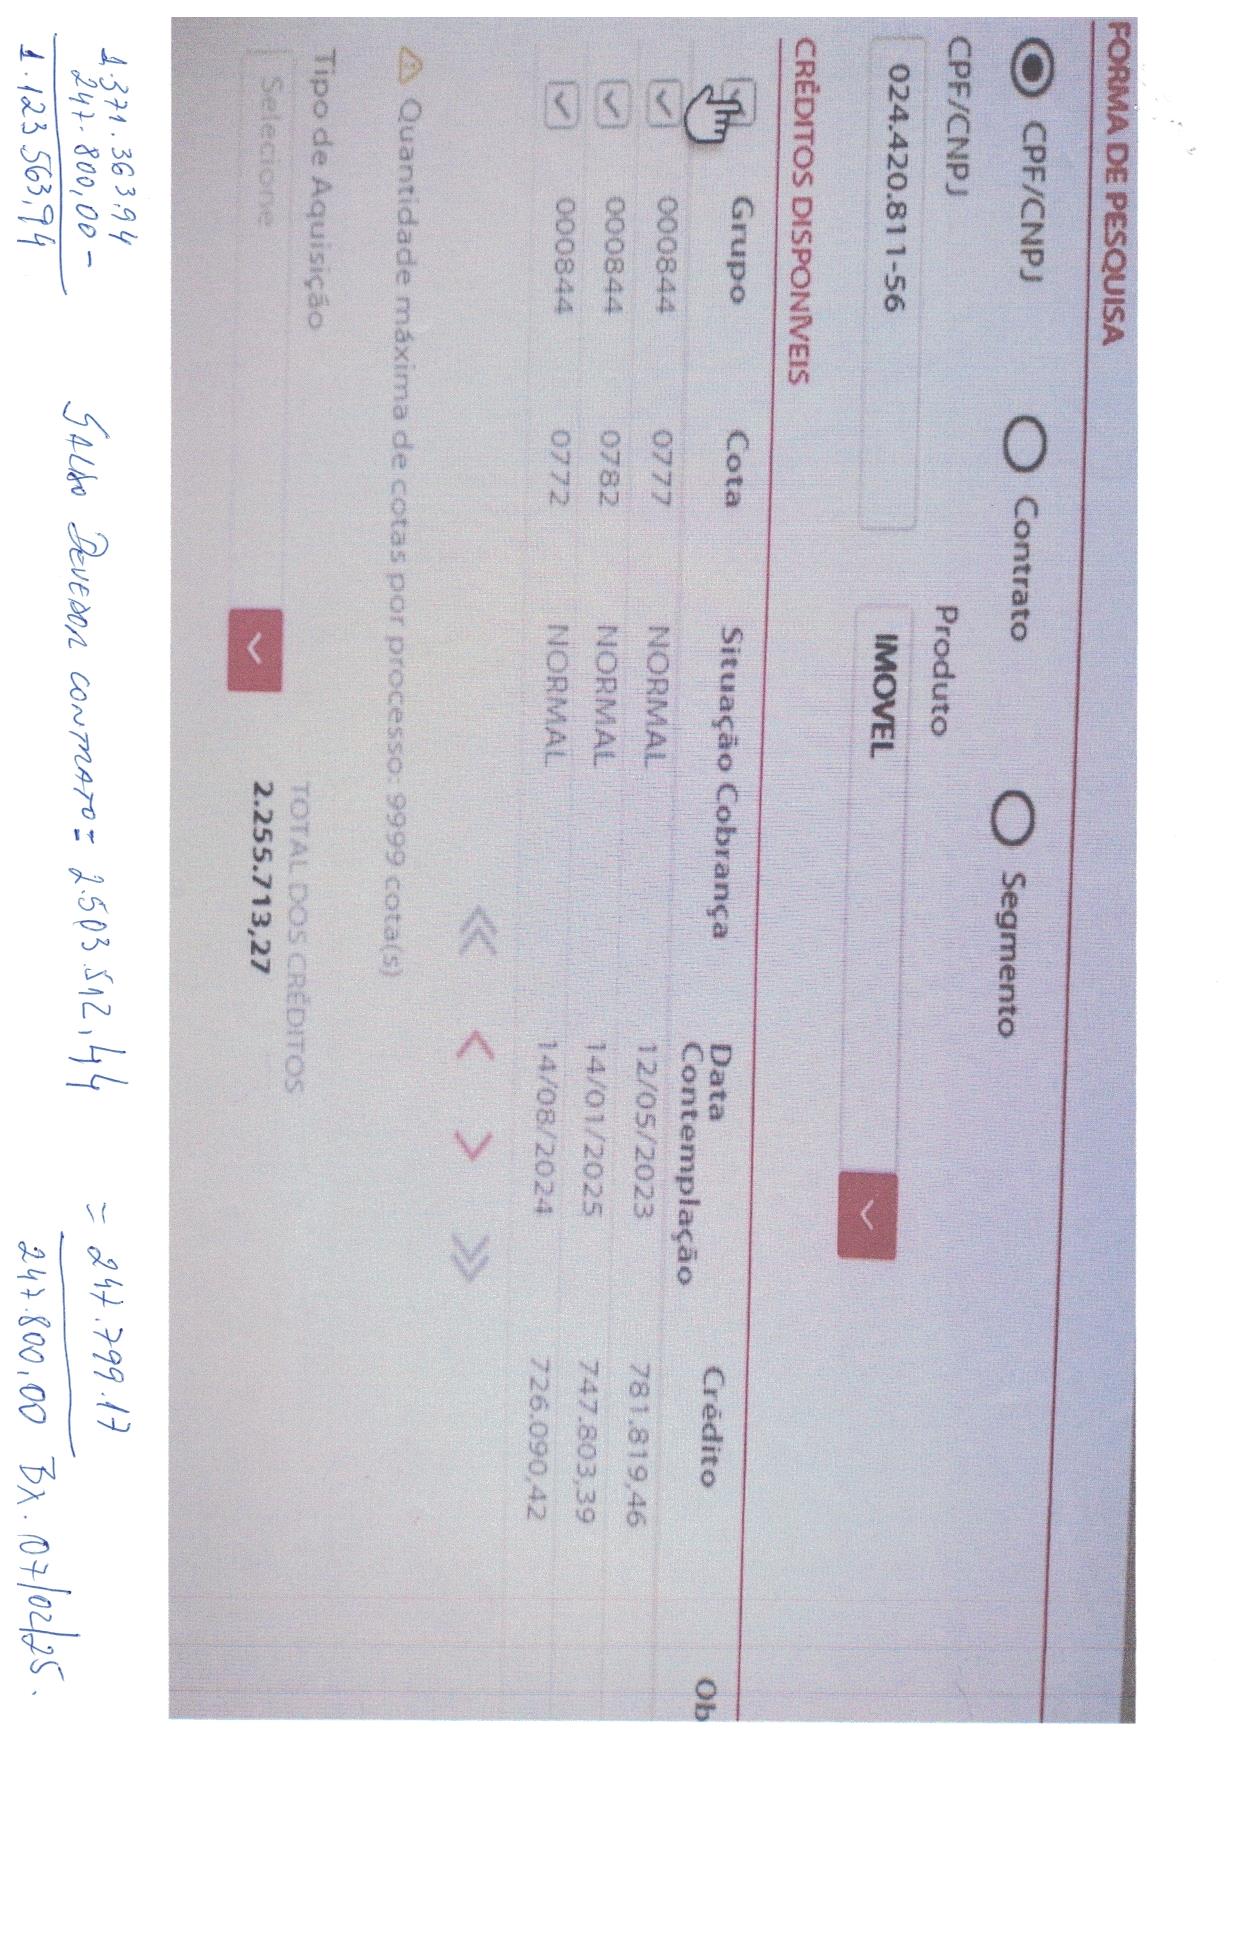 FORMA DE PESQUISA
CPF/CNPJ Contrato Segmento
CPF/CNPJ Produto
024.420.811-56 IMOVEL
CRÉDITOS DISPONÍVEIS
Grupo Cota Situação Cobrança Data Contemplação Crédito Ob
000844 0777 NORMAL 12/05/2023 781.819,46
000844 0782 NORMAL 14/01/2025 747.803,39
000844 0772 NORMAL 14/08/2024 726.090,42
Quantidade máxima de cotas por processo: 9999 cota(s)
Tipo de Aquisição TOTAL DOS CRÉDITOS
Selecione 2.255.713,27
1.371.363,94
247.800,00 -
1.123.563,94
SALDO DEVEDOR CONTRATO = 2.503.512,44
= 247.799.17
247.800,00 BX. 07/02/25.